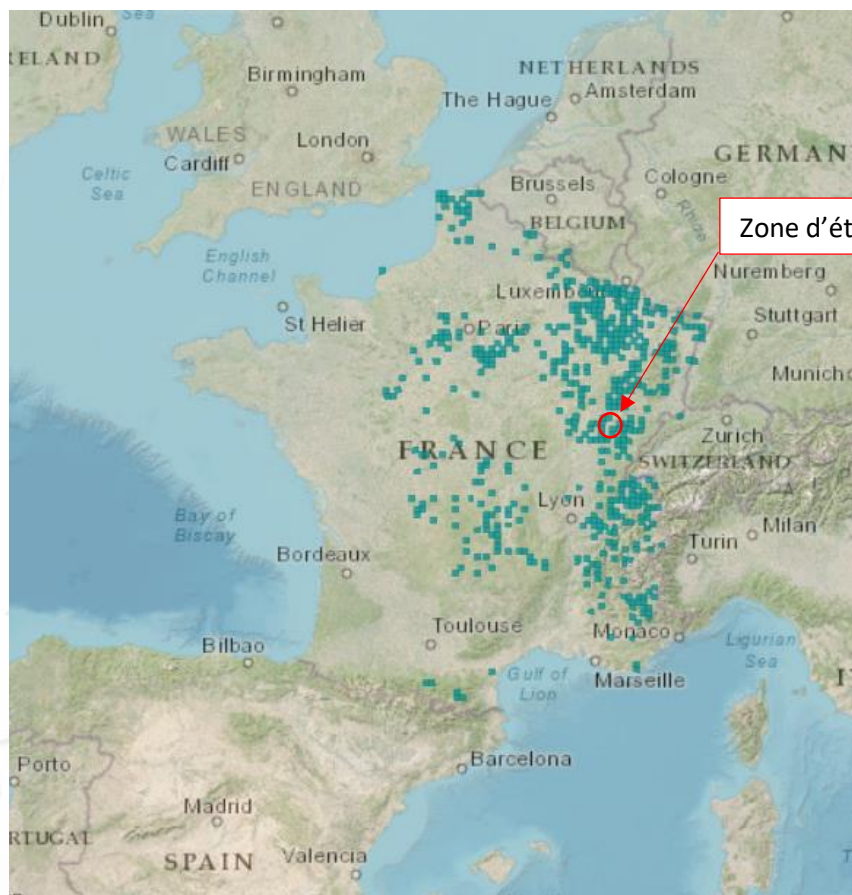 Dublin
Sea
RELAND
Birmingham
NETHERLANDS
The Hague
Amsterdam
WALES
London
Cardiff
GERMAN
Celtic
Sea
ENGLAND
Brussels
Cologne
BELGIUM
Rhine
Zone d'ét
English
Channel
Luxembour
Nuremberg
St Helier
Paris
Stuttgart
Munich
FRANCE
Zurich
SWITZERLAND
A
Bay of
Biscay
Lyon
Milan
Turin
Bordeaux
Toulouse
Monaco
Ligurian
Sea
Bilbao
Gulf of
Lion
Marseille
I
Porto
Barcelona
Madrid
RTUGAL
SPAIN
Valencia
T